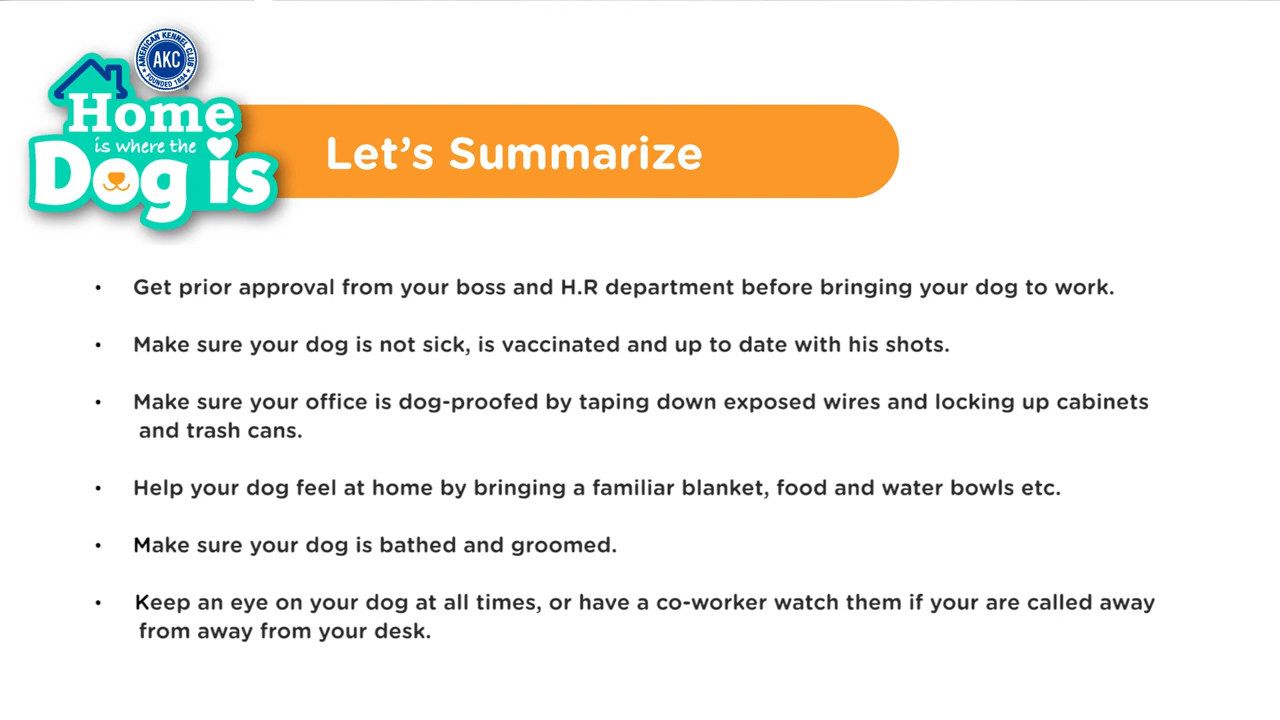 AMERICAN KENNEL CLUB
AKC
FOUNDED 1884
Home
is where the
Dog is
Let's Summarize
• Get prior approval from your boss and H.R department before bringing your dog to work.
• Make sure your dog is not sick, is vaccinated and up to date with his shots.
• Make sure your office is dog-proofed by taping down exposed wires and locking up cabinets
and trash cans.
• Help your dog feel at home by bringing a familiar blanket, food and water bowls etc.
• Make sure your dog is bathed and groomed.
• Keep an eye on your dog at all times, or have a co-worker watch them if your are called away
from away from your desk.